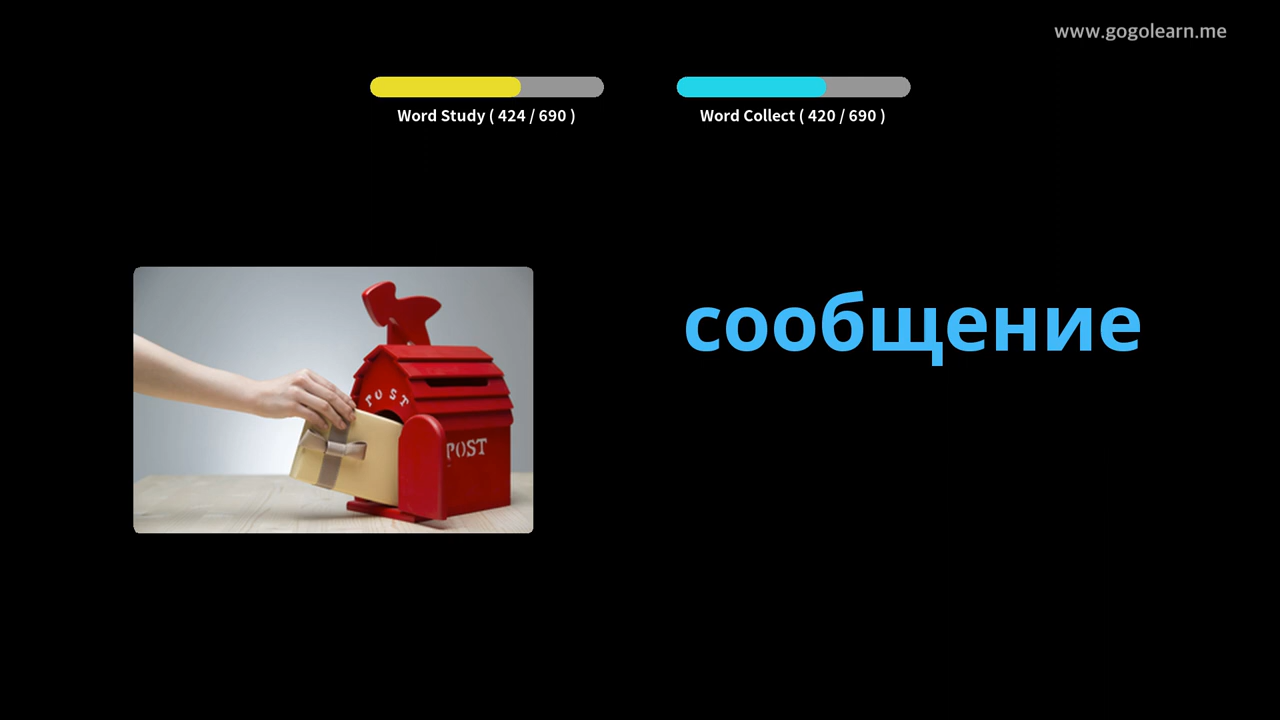 www.gogolearn.me
Word Study ( 424 / 690 )
Word Collect ( 420 / 690 )
сообщение
POST
POST